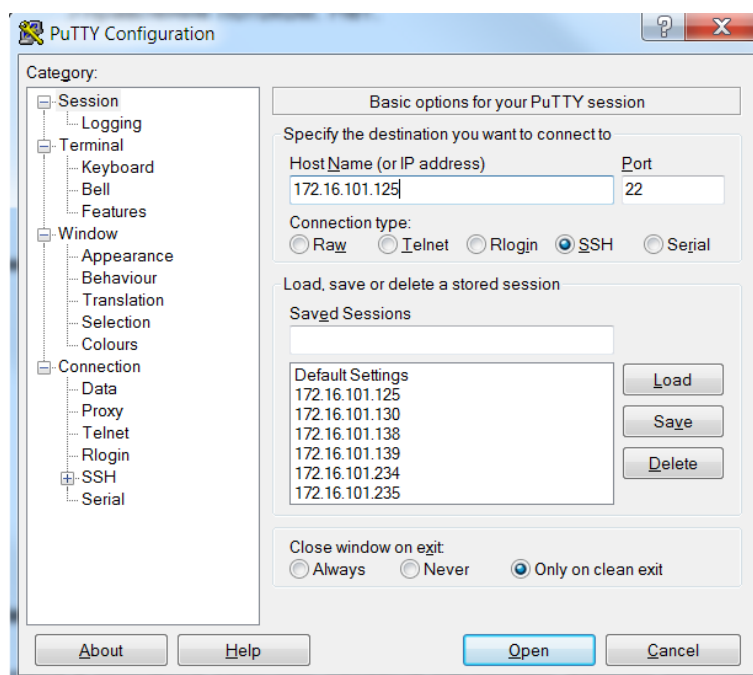 PuTTY Configuration
Category:
Session
Logging
Terminal
Keyboard
Bell
Features
Window
Appearance
Behaviour
Translation
Selection
Colours
Connection
Data
Proxy
Telnet
Rlogin
SSH
Serial
Basic options for your PuTTY session
Specify the destination you want to connect to
Host Name (or IP address) Port
172.16.101.125 22
Connection type:
Raw Telnet Rlogin SSH Serial
Load, save or delete a stored session
Saved Sessions
Default Settings
172.16.101.125
172.16.101.130
172.16.101.138
172.16.101.139
172.16.101.234
172.16.101.235
Load
Save
Delete
Close window on exit:
Always Never Only on clean exit
About Help Open Cancel